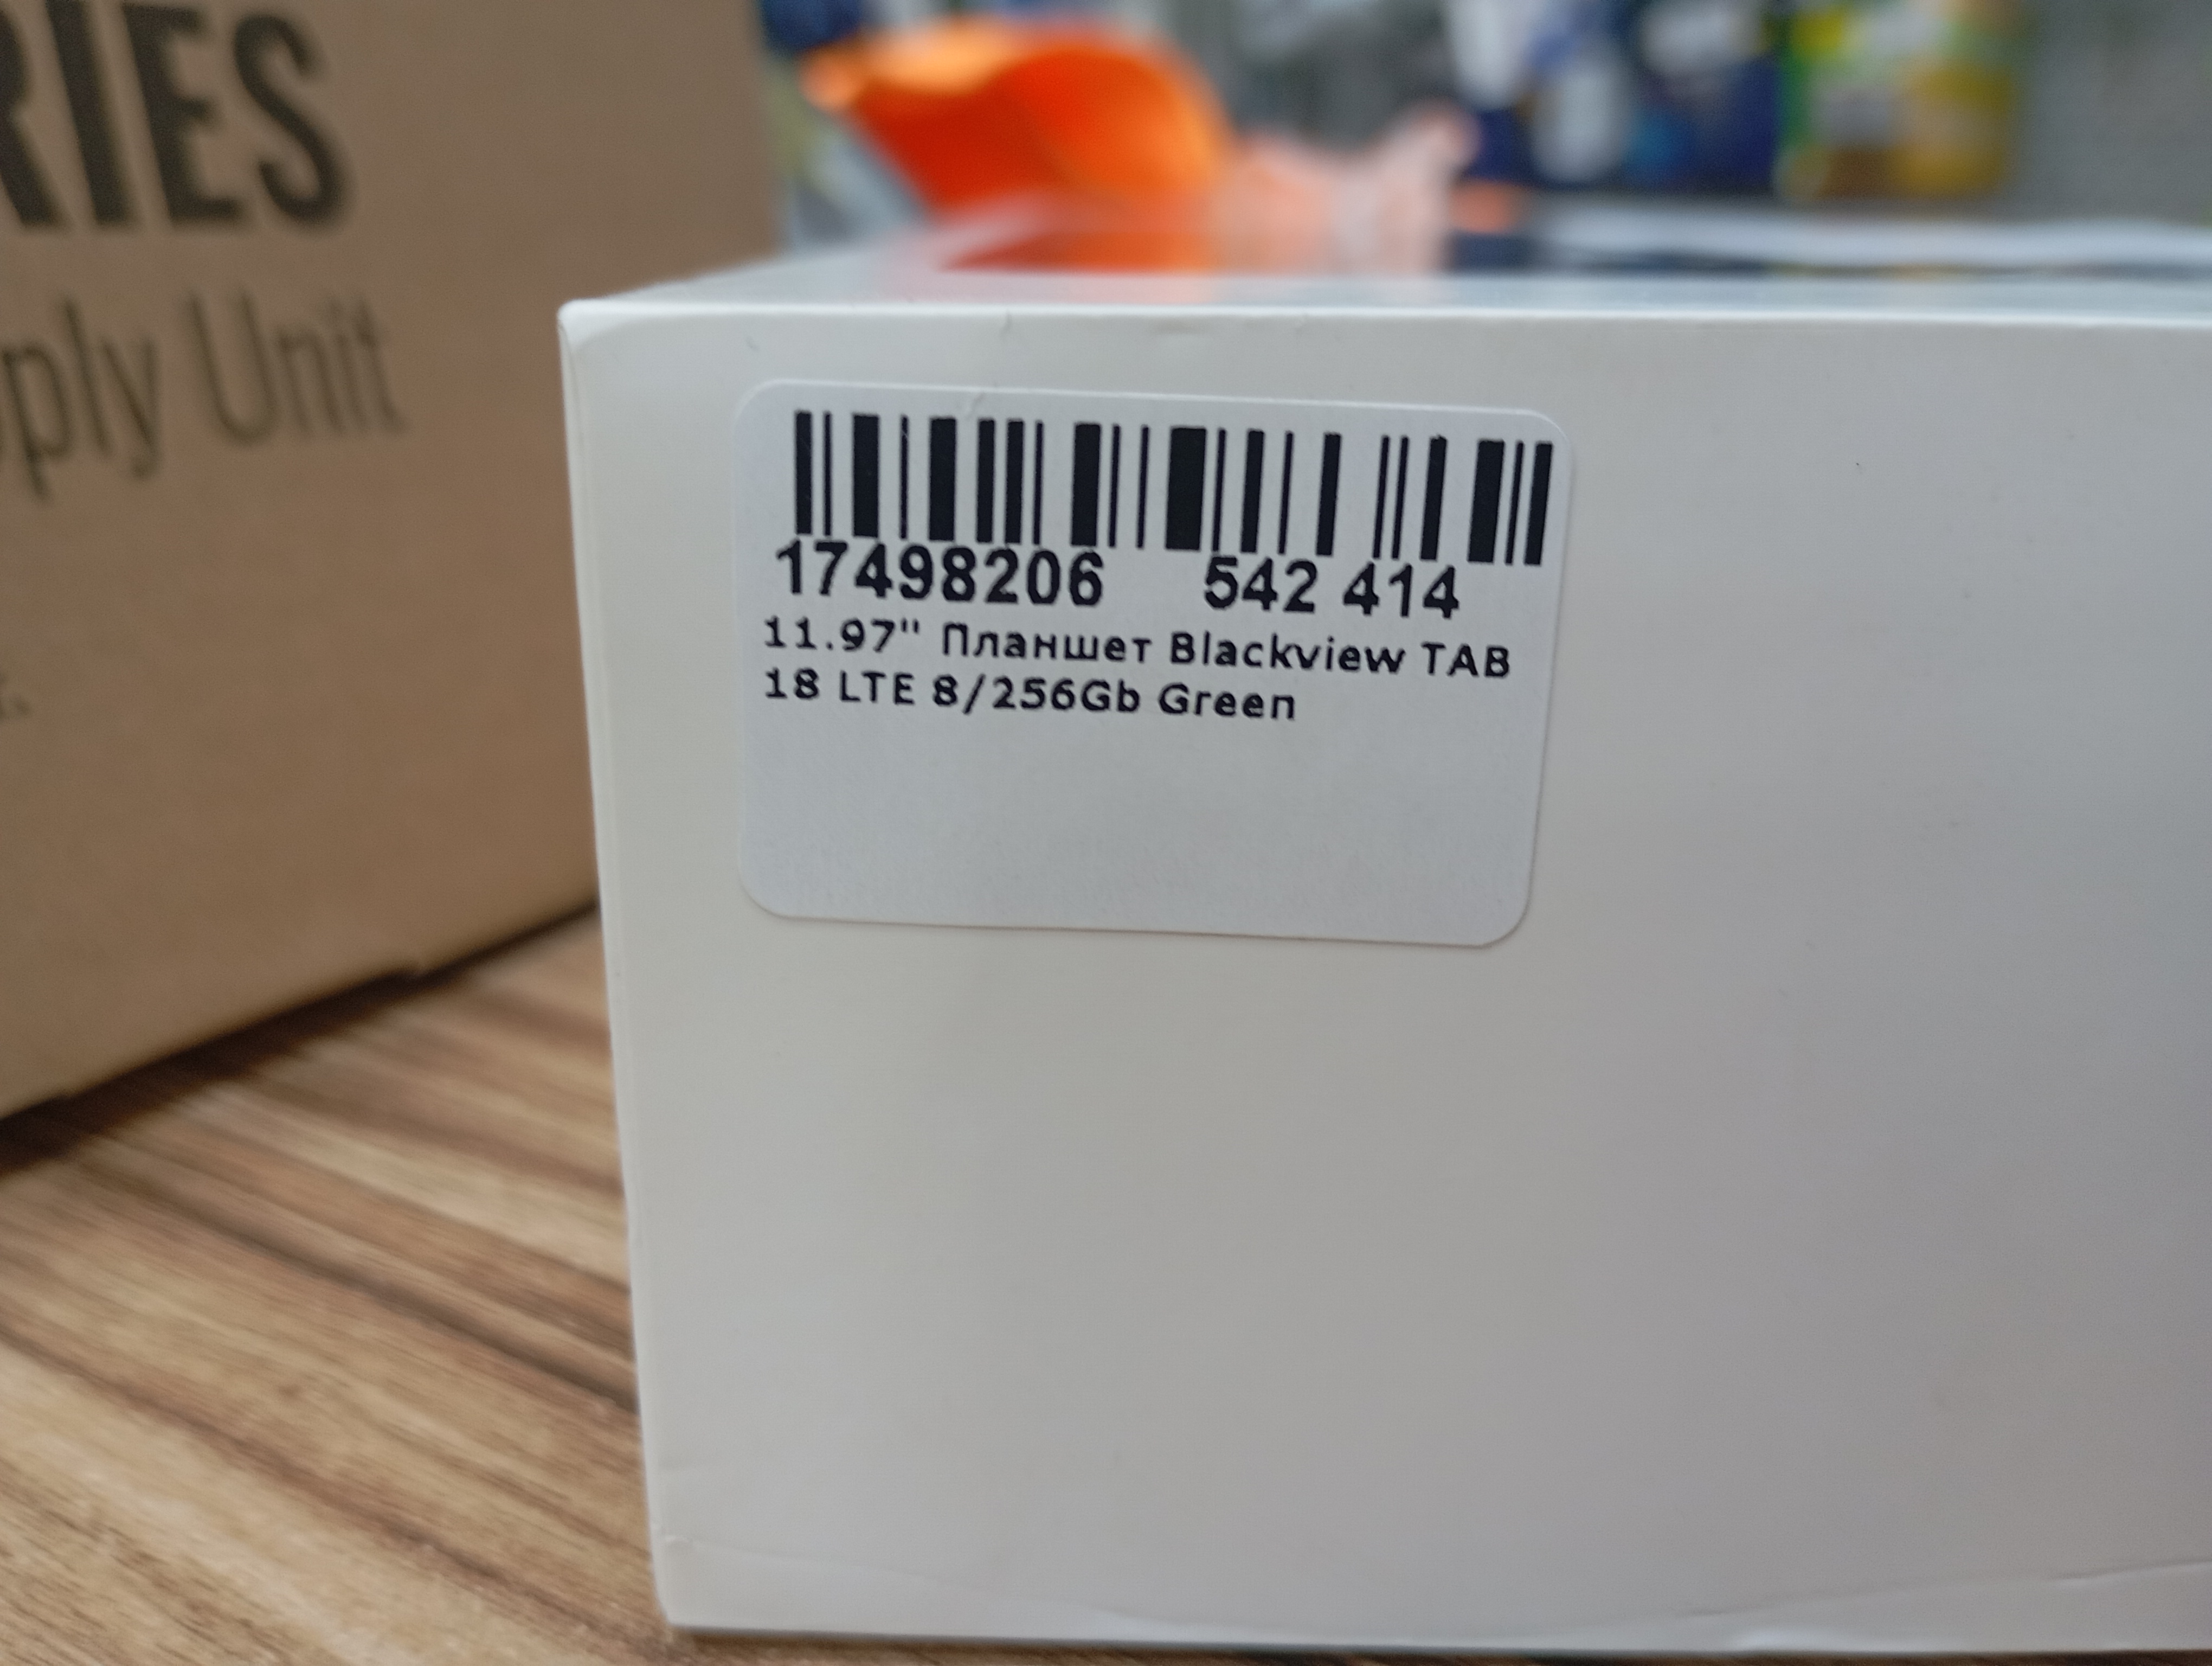 RIES
pply Unit
17498206 542 414
11.97" Планшет Blackview TAB
18 LTE 8/256Gb Green